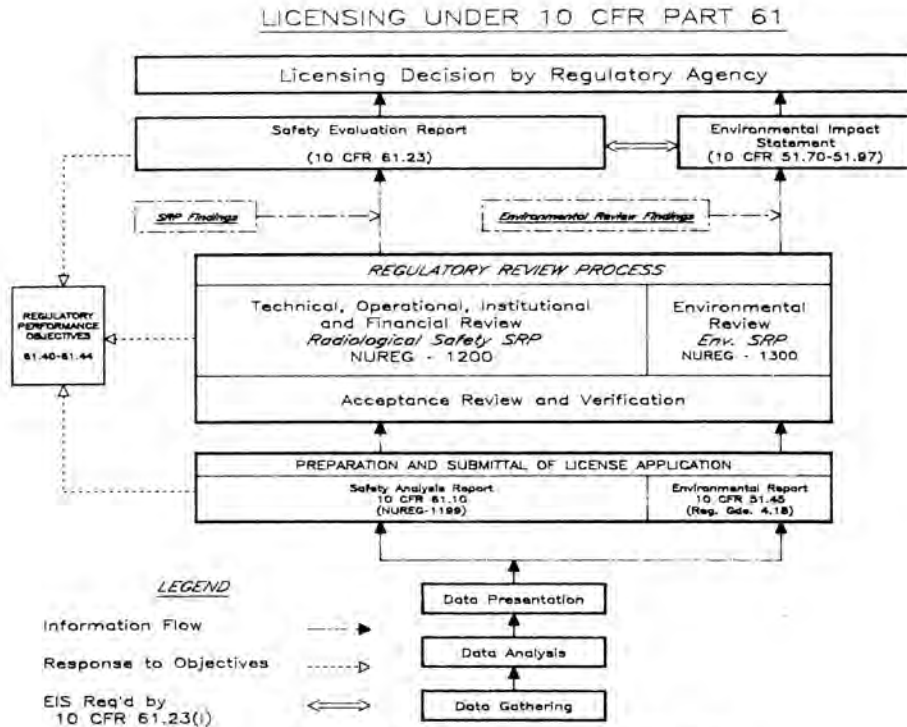 LICENSING UNDER 10 CFR PART 61
Licensing Decision by Regulatory Agency
Safety Evaluation Report
(10 CFR 61.23)
Environmental Impact
Statement
(10 CFR 51.70-51.97)
SRP Findings
Environmental Review Findings
REGULATORY REVIEW PROCESS
Technical, Operational, Institutional
and Financial Review
Radiological Safety SRP
NUREG - 1200
Environmental
Review
Env. SRP
NUREG - 1300
Acceptance Review and Verification
REGULATORY
PERFORMANCE
OBJECTIVES
61.40-61.44
PREPARATION AND SUBMITTAL OF LICENSE APPLICATION
Safety Analysis Report
10 CFR 61.10
(NUREG-1199)
Environmental Report
10 CFR 51.45
(Reg. Gde. 4.18)
Data Presentation
Data Analysis
Data Gathering
LEGEND
Information Flow
Response to Objectives
EIS Req'd by
10 CFR 61.23(i)